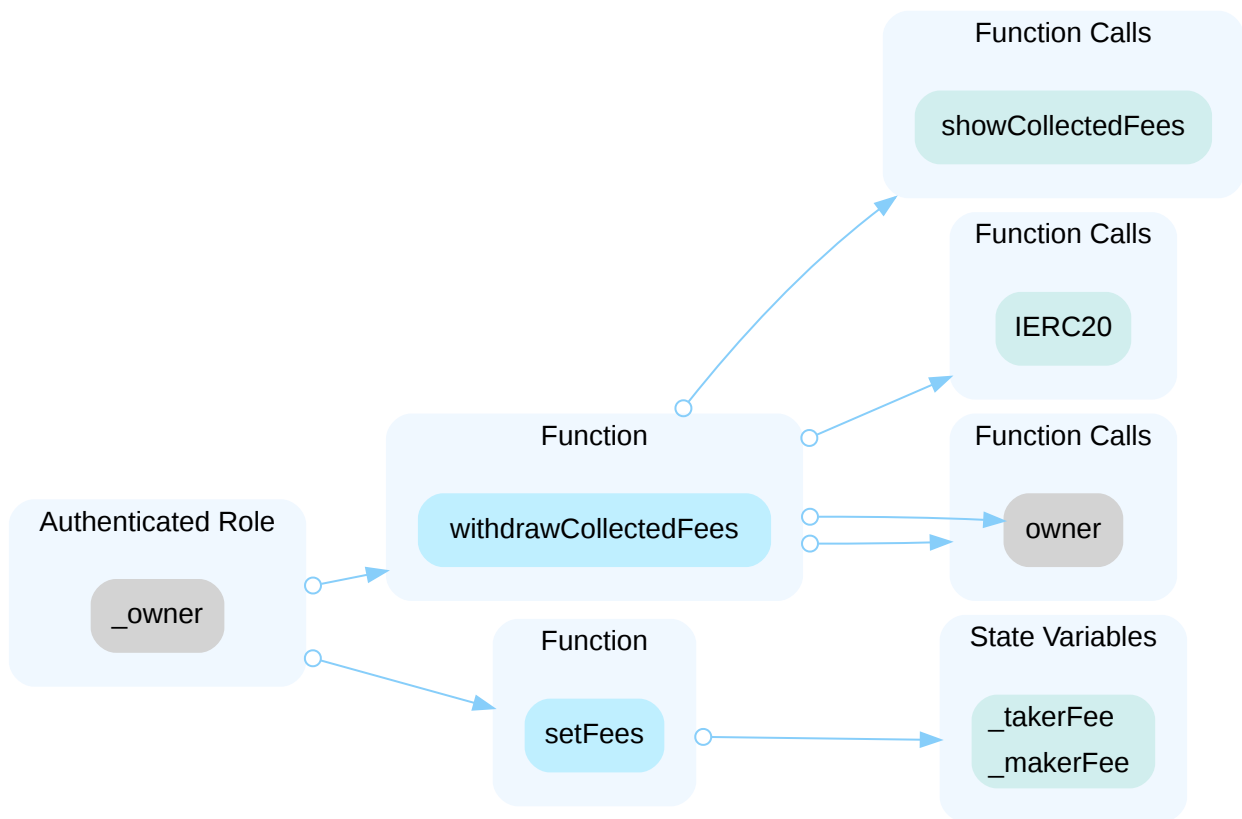 Function Calls
showCollectedFees
Function Calls
IERC20
Function
withdrawCollectedFees
Function Calls
owner
Authenticated Role
_owner
Function
setFees
State Variables
_takerFee
_makerFee